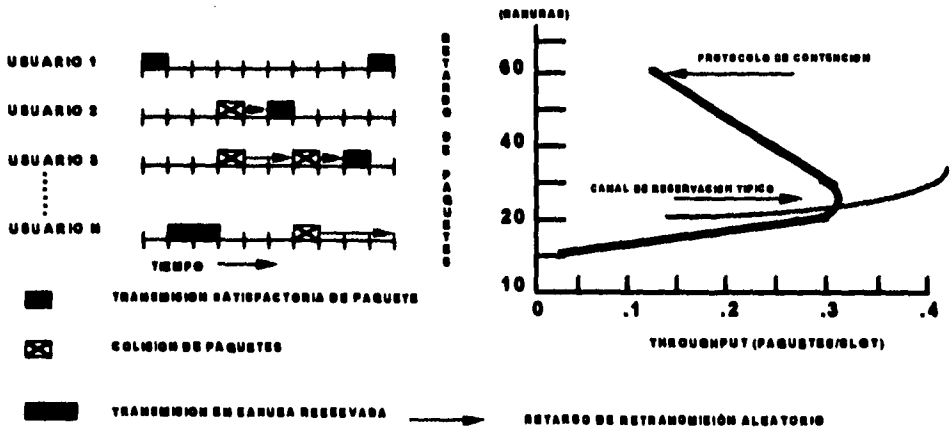 USUARIO 1
USUARIO 2
USUARIO 3
USUARIO N
TIEMPO
TRANSMISION SATISFACTORIA DE PAQUETE
COLISION DE PAQUETES
TRANSMISION EN RANURA RESERVADA
RETARDO DE RETRANSMISIÓN ALEATORIO
RETARDO DE PAQUETES
(RANURAS)
60
40
20
10
PROTOCOLO DE CONTENCION
CANAL DE RESERVACION TIPICO
0 .1 .2 .3 .4
THROUGHPUT (PAQUETES/SLOT)